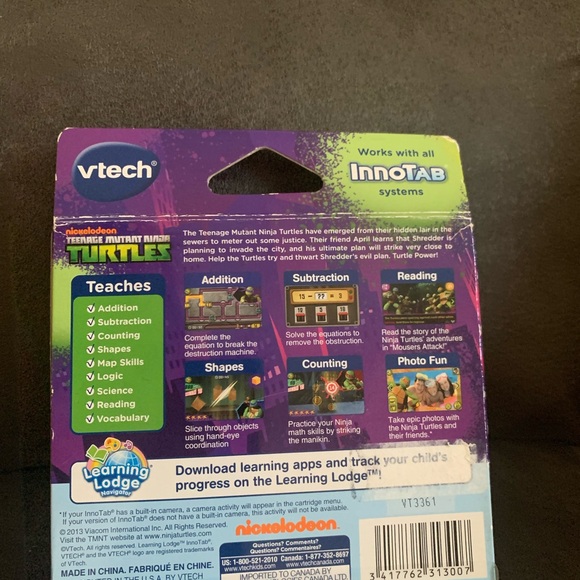 vtech®
Works with all
INNOTAB
systems
nickelodeon
TEENAGE MUTANT NINJA
TURTLES
The Teenage Mutant Ninja Turtles have emerged from their hidden lair in the
sewers to meter out some justice. Their friend April learns that Shredder is
planning to invade the city, and his ultimate plan will strike very close to
home. Help the Turtles try and thwart Shredder's evil plan. Turtle Power!
Teaches
Addition
Subtraction
Counting
Shapes
Map Skills
Logic
Science
Reading
Vocabulary
Addition
Complete the
equation to break the
destruction machine.
Subtraction
15 - ?? = 3
Solve the equations to
remove the obstruction.
Reading
Read the story of the
Ninja Turtles' adventures
in "Mousers Attack!"
Shapes
Slice through objects
using hand-eye
coordination
Counting
Practice your Ninja
math skills by striking
the manikin.
Photo Fun
Take epic photos with
the Ninja Turtles and
their friends.*
Learning
Lodge
Navigator
Download learning apps and track your child's
progress on the Learning Lodge™!
*If your InnoTab® has a built-in camera, a camera activity will appear in the cartridge menu.
If your version of InnoTab® does not have a built-in camera, this activity will not be available.
© 2013 Viacom International Inc. All Rights Reserved.
Visit the TMNT website at www.ninjaturtles.com
©VTech. All rights reserved. Learning Lodge™ InnoTab®,
VTECH® and the VTECH® logo are registered trademarks
of VTech.
MADE IN CHINA. FABRIQUÉ EN CHINE.
U.S.A. BY VTECH
nickelodeon
Questions? Comments?
Questions? Commentaires?
US: 1-800-521-2010 Canada: 1-877-352-8697
www.vtechkids.com www.vtechcanada.com
IMPORTED TO CANADA BY
VT3361
3 417762 313007